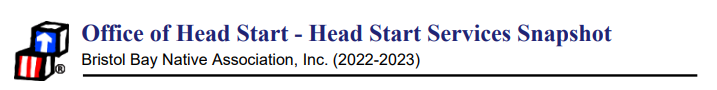 Office of Head Start - Head Start Services Snapshot
Bristol Bay Native Association, Inc. (2022-2023)
®